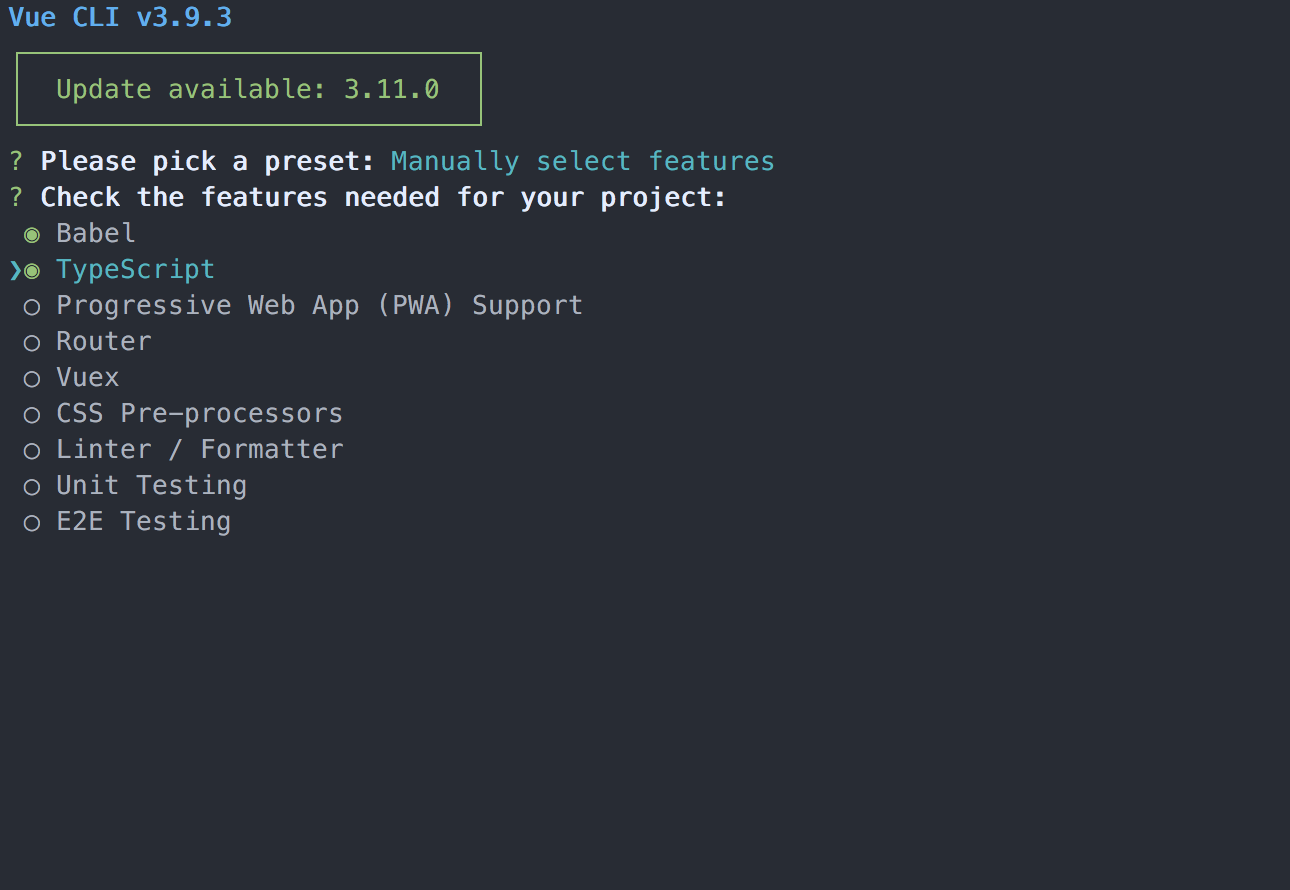 Vue CLI v3.9.3
Update available: 3.11.0
? Please pick a preset: Manually select features
? Check the features needed for your project:
◉ Babel
❯◉ TypeScript
◯ Progressive Web App (PWA) Support
◯ Router
◯ Vuex
◯ CSS Pre-processors
◯ Linter / Formatter
◯ Unit Testing
◯ E2E Testing